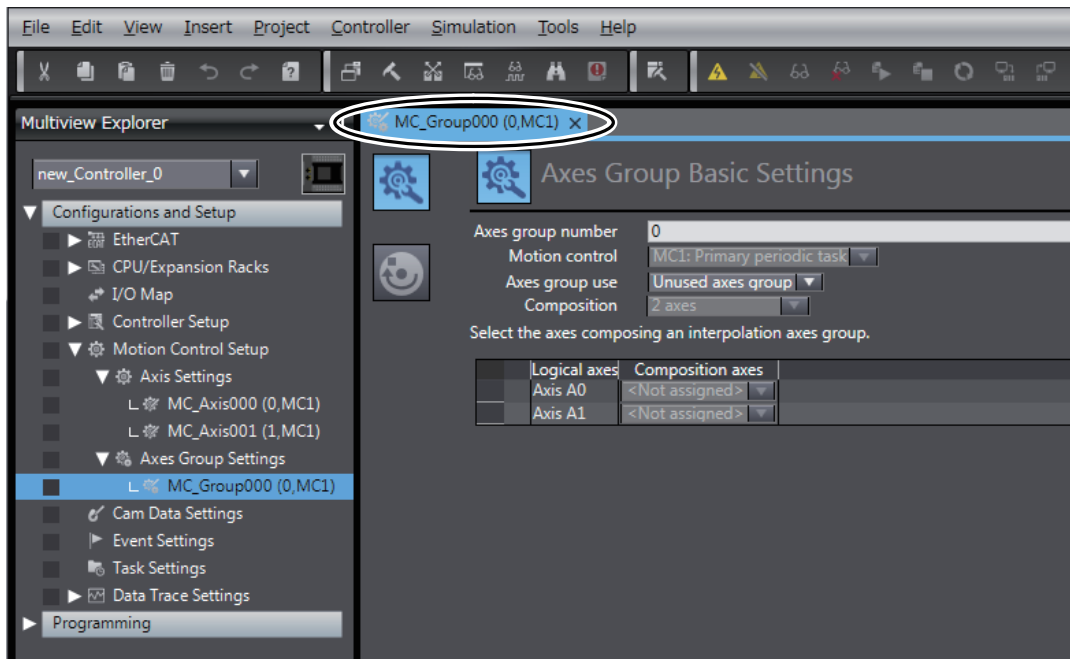 File Edit View Insert Project Controller Simulation Tools Help
Multiview Explorer
MC_Group000 (0,MC1)
new_Controller_0
Configurations and Setup
EtherCAT
CPU/Expansion Racks
I/O Map
Controller Setup
Motion Control Setup
Axis Settings
MC_Axis000 (0,MC1)
MC_Axis001 (1,MC1)
Axes Group Settings
MC_Group000 (0,MC1)
Cam Data Settings
Event Settings
Task Settings
Data Trace Settings
Programming
Axes Group Basic Settings
Axes group number 0
Motion control MC1: Primary periodic task
Axes group use Unused axes group
Composition 2 axes
Select the axes composing an interpolation axes group.
Logical axes Composition axes
Axis A0 <Not assigned>
Axis A1 <Not assigned>